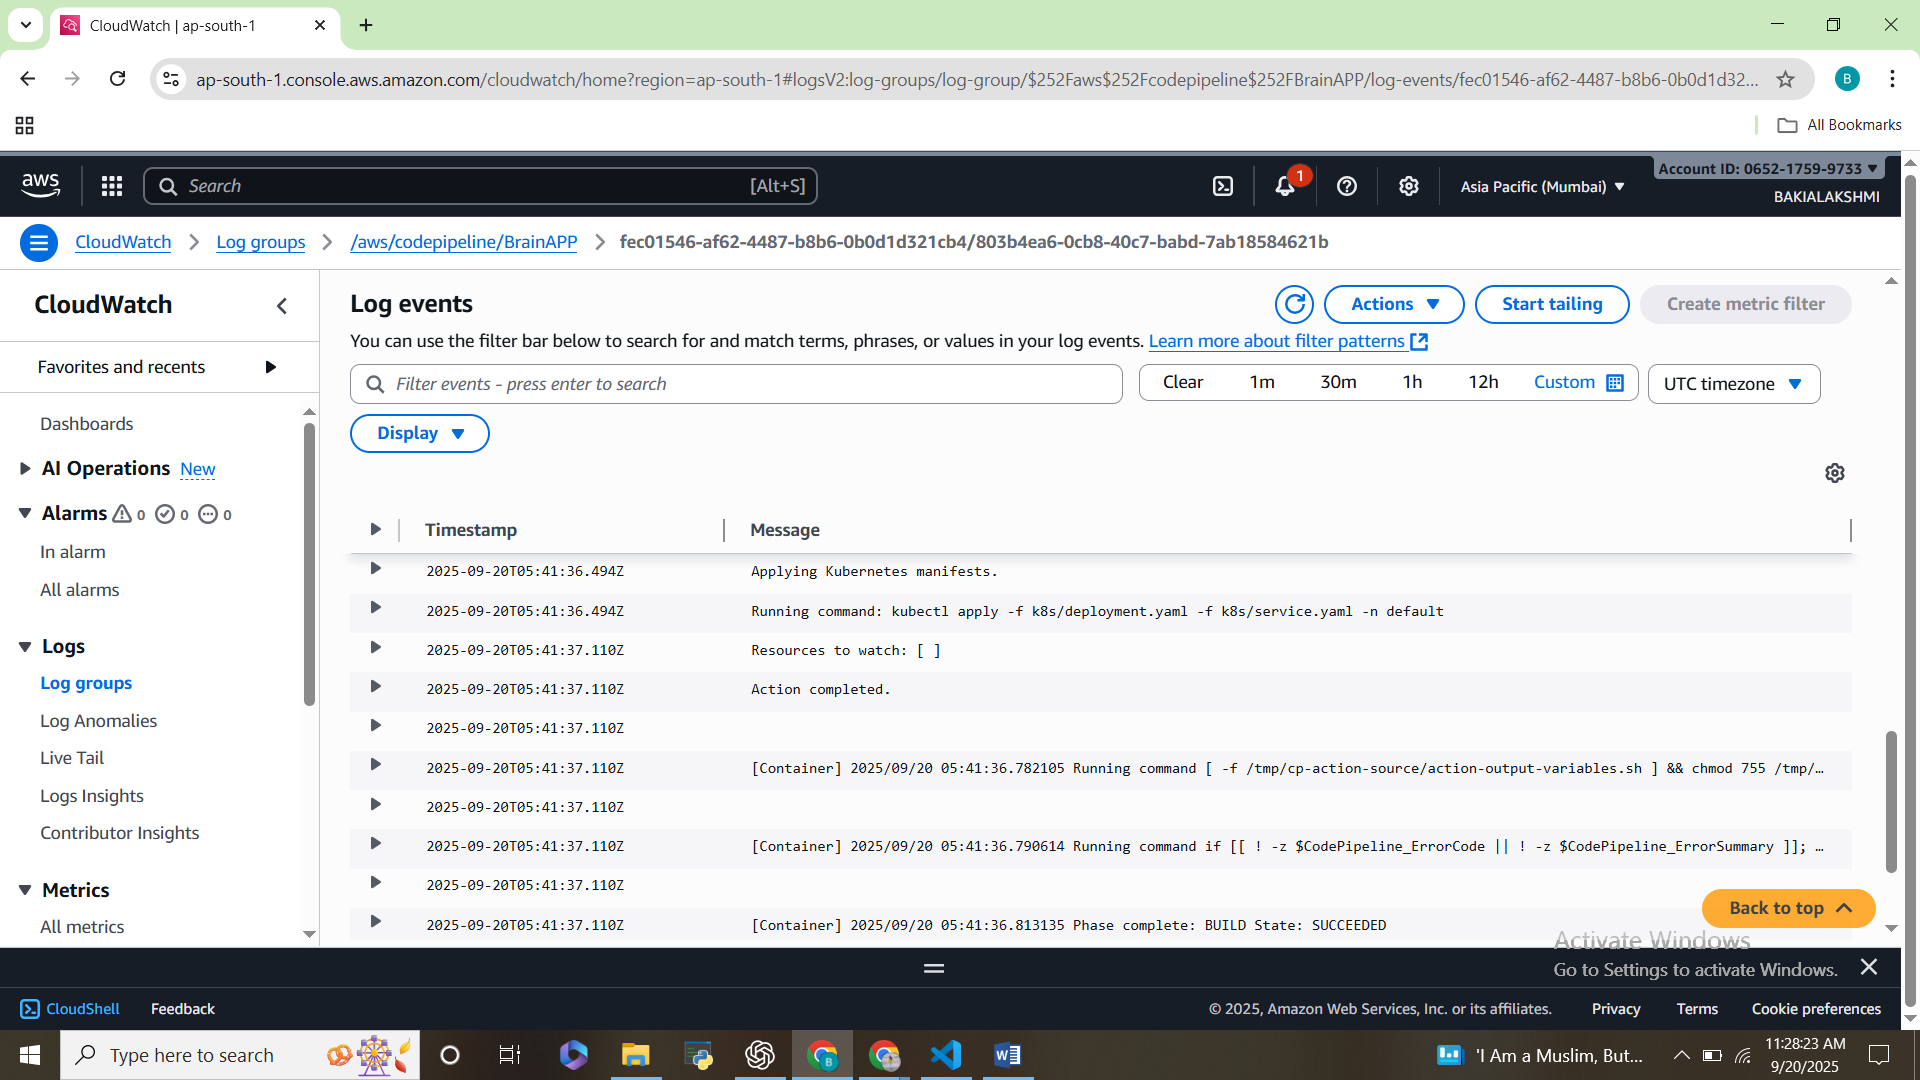 CloudWatch | ap-south-1
ap-south-1.console.aws.amazon.com/cloudwatch/home?region=ap-south-1#logsV2:log-groups/log-group/$252Faws$252Fcodepipeline$252FBrainAPP/log-events/fec01546-af62-4487-b8b6-0b0d1d32...
B
All Bookmarks
aws
Search
[Alt+S]
1
Asia Pacific (Mumbai)
Account ID: 0652-1759-9733
BAKIALAKSHMI
CloudWatch
Log groups
/aws/codepipeline/BrainAPP
fec01546-af62-4487-b8b6-0b0d1d321cb4/803b4ea6-0cb8-40c7-babd-7ab18584621b
CloudWatch
Favorites and recents
Dashboards
AI Operations New
Alarms 0 0 0
In alarm
All alarms
Logs
Log groups
Log Anomalies
Live Tail
Logs Insights
Contributor Insights
Metrics
All metrics
Log events
Actions
Start tailing
Create metric filter
You can use the filter bar below to search for and match terms, phrases, or values in your log events. Learn more about filter patterns
Filter events - press enter to search
Clear 1m 30m 1h 12h Custom
UTC timezone
Display
Timestamp Message
2025-09-20T05:41:36.494Z Applying Kubernetes manifests.
2025-09-20T05:41:36.494Z Running command: kubectl apply -f k8s/deployment.yaml -f k8s/service.yaml -n default
2025-09-20T05:41:37.110Z Resources to watch: [ ]
2025-09-20T05:41:37.110Z Action completed.
2025-09-20T05:41:37.110Z
2025-09-20T05:41:37.110Z [Container] 2025/09/20 05:41:36.782105 Running command [ -f /tmp/cp-action-source/action-output-variables.sh ] && chmod 755 /tmp/…
2025-09-20T05:41:37.110Z
2025-09-20T05:41:37.110Z [Container] 2025/09/20 05:41:36.790614 Running command if [[ ! -z $CodePipeline_ErrorCode || ! -z $CodePipeline_ErrorSummary ]]; …
2025-09-20T05:41:37.110Z
2025-09-20T05:41:37.110Z [Container] 2025/09/20 05:41:36.813135 Phase complete: BUILD State: SUCCEEDED
Back to top
Activate Windows
Go to Settings to activate Windows.
CloudShell
Feedback
© 2025, Amazon Web Services, Inc. or its affiliates.
Privacy
Terms
Cookie preferences
Type here to search
'I Am a Muslim, But...
11:28:23 AM
9/20/2025